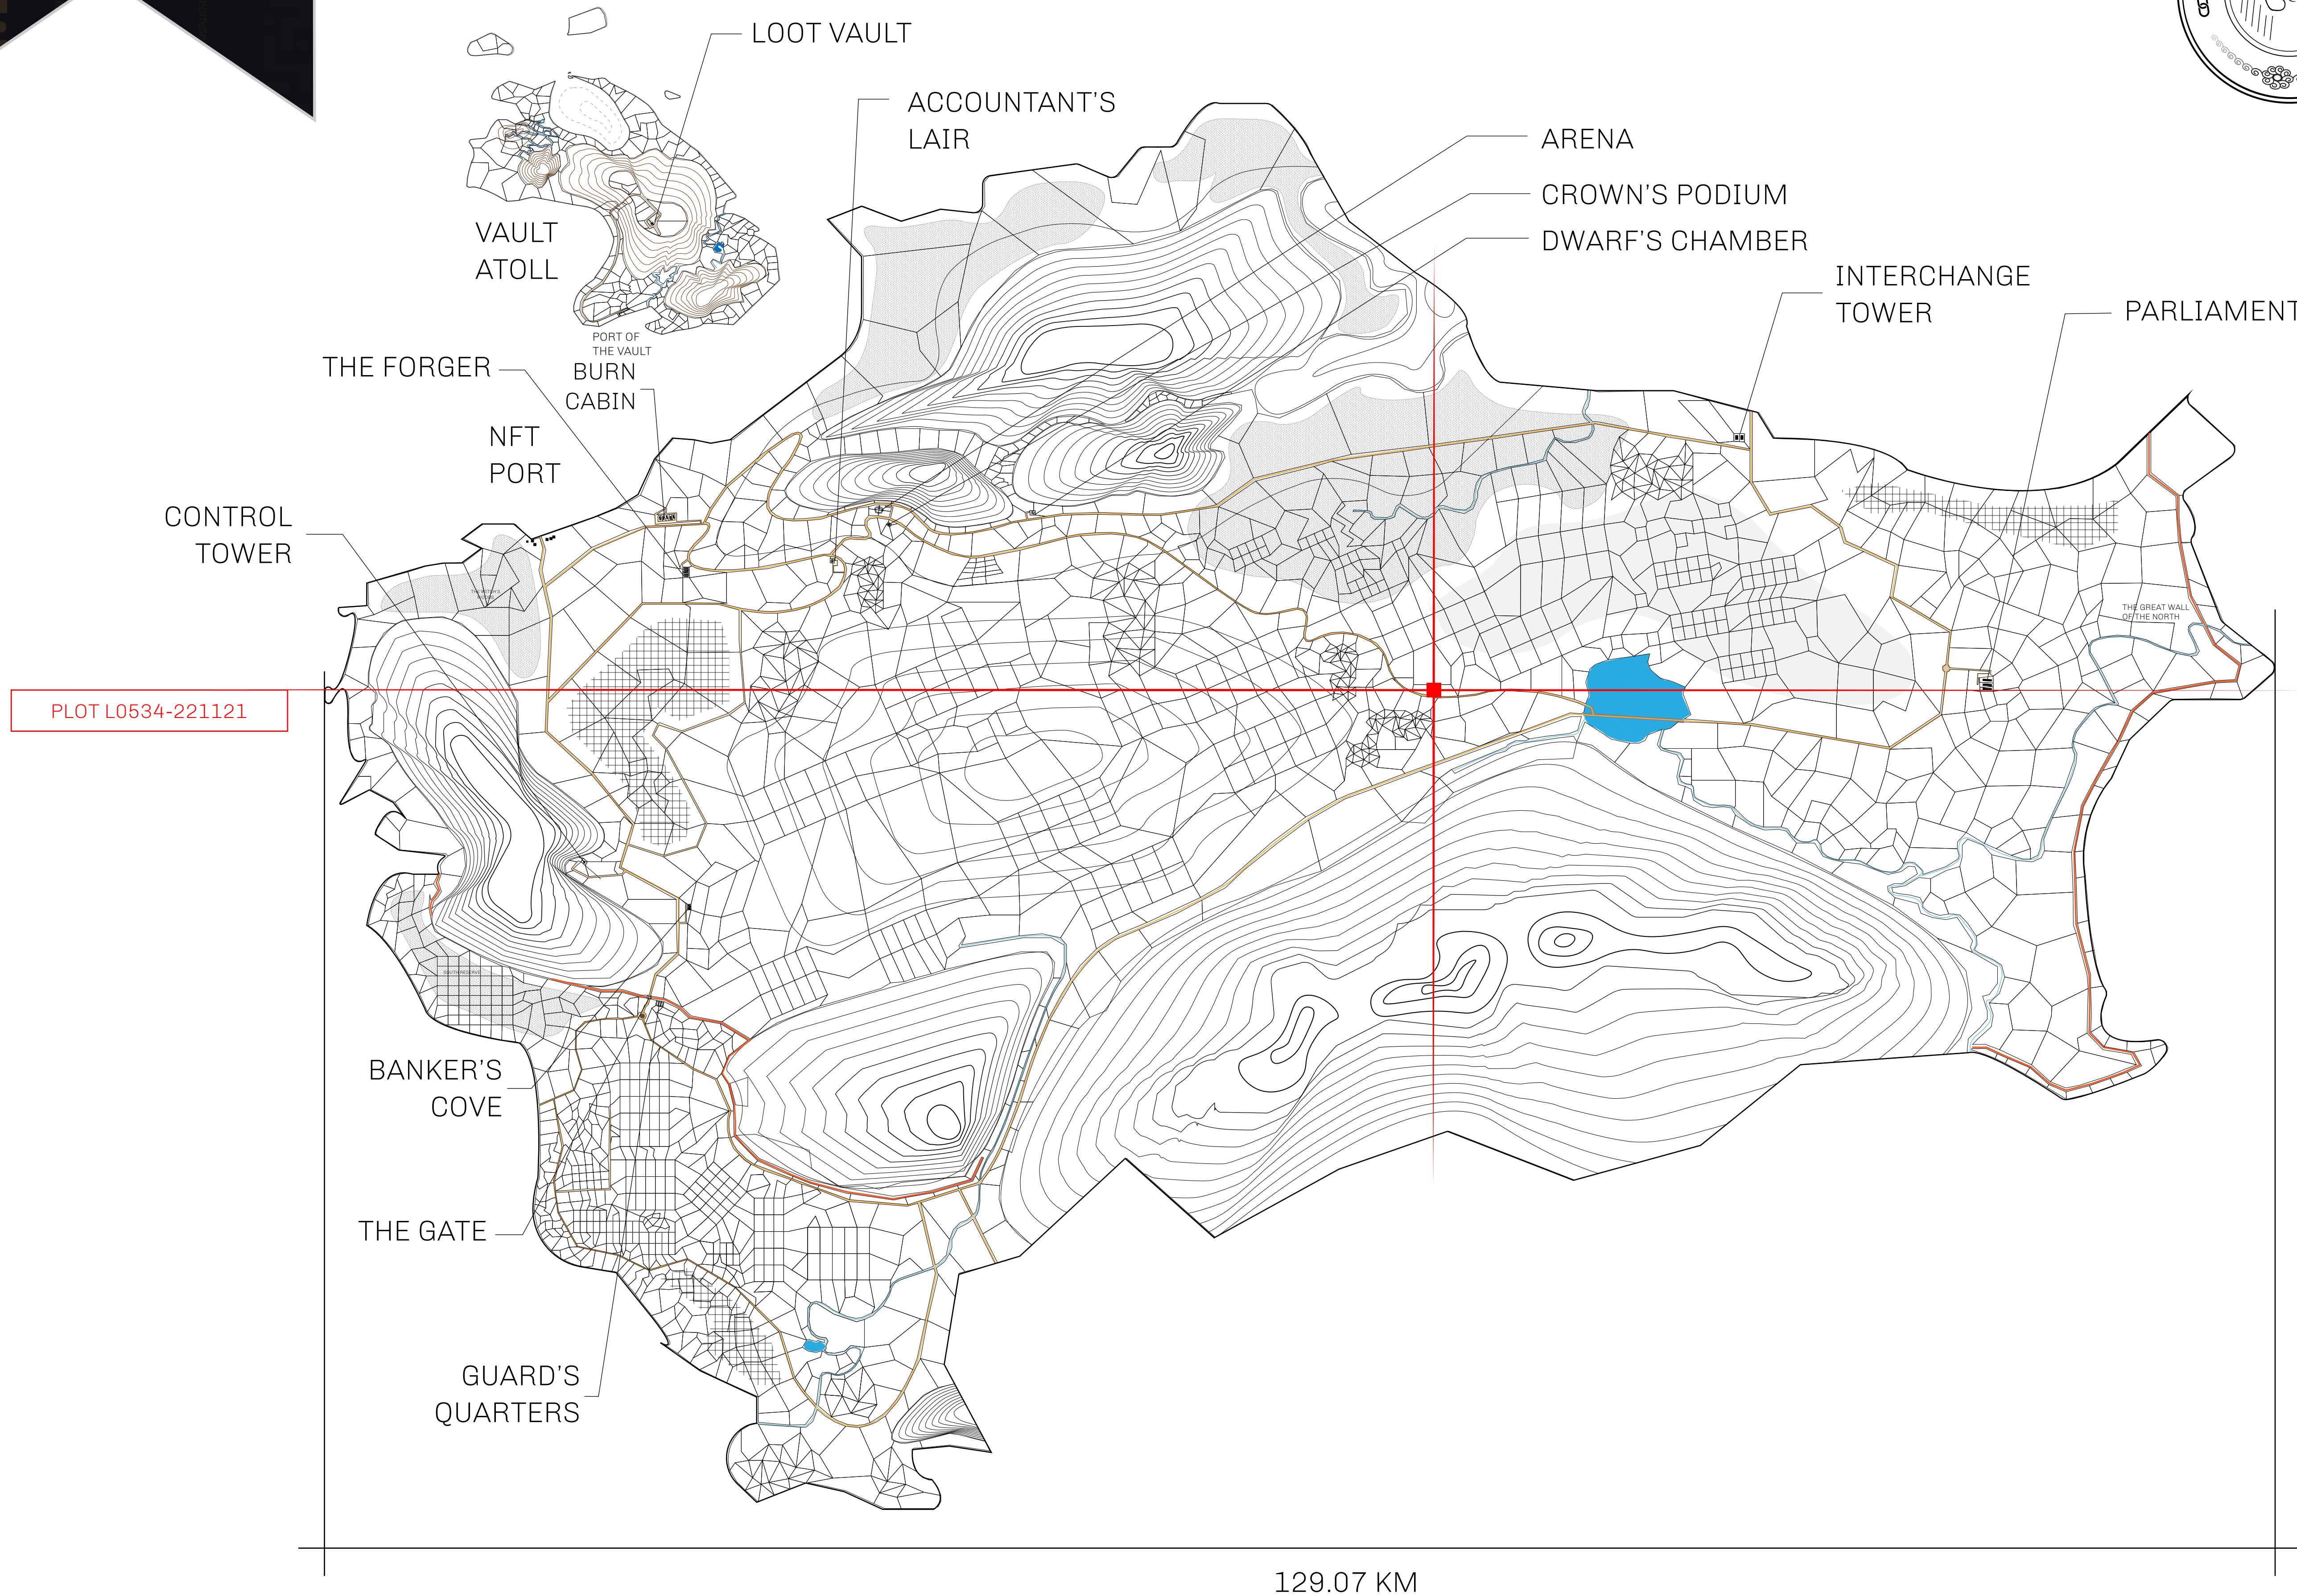 LOOT VAULT
ACCOUNTANT'S
LAIR
ARENA
CROWN'S PODIUM
DWARF'S CHAMBER
INTERCHANGE
TOWER
PARLIAMENT
VAULT
ATOLL
PORT OF
THE VAULT
THE FORGER
BURN
CABIN
NFT
PORT
CONTROL
TOWER
THE GREAT WALL
OF THE NORTH
PLOT L0534-221121
SOUTH RESERVE
BANKER'S
COVE
THE GATE
GUARD'S
QUARTERS
129.07 KM